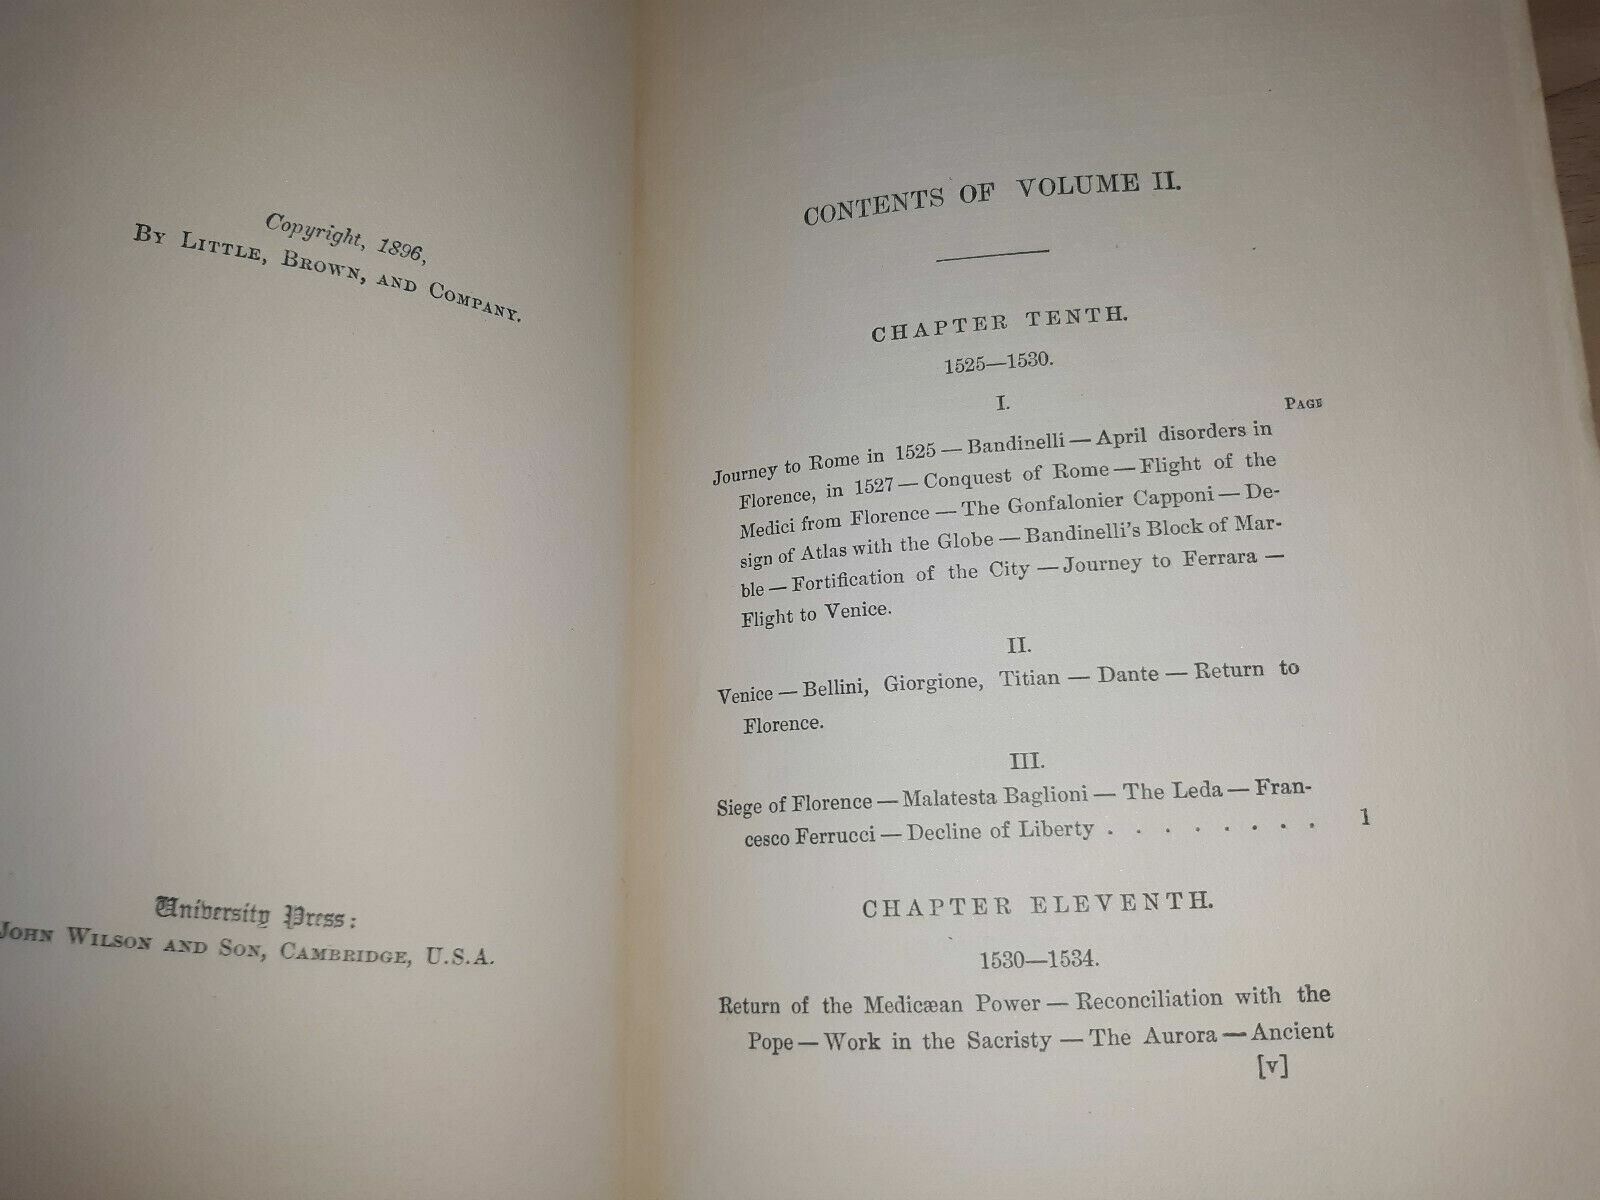 Copyright, 1896,
By Little, Brown, and Company.
University Press:
John Wilson and Son, Cambridge, U.S.A.
CONTENTS OF VOLUME II.
CHAPTER TENTH.
1525—1530.
I.
Page
Journey to Rome in 1525 — Bandinelli — April disorders in
Florence, in 1527 — Conquest of Rome — Flight of the
Medici from Florence — The Gonfalonier Capponi — De-
sign of Atlas with the Globe — Bandinelli's Block of Mar-
ble — Fortification of the City — Journey to Ferrara —
Flight to Venice.
II.
Venice — Bellini, Giorgione, Titian — Dante — Return to
Florence.
III.
Siege of Florence — Malatesta Baglioni — The Leda — Fran-
cesco Ferrucci — Decline of Liberty . . . . . . . . 1
CHAPTER ELEVENTH.
1530—1534.
Return of the Medicæan Power — Reconciliation with the
Pope — Work in the Sacristy — The Aurora — Ancient
[v]